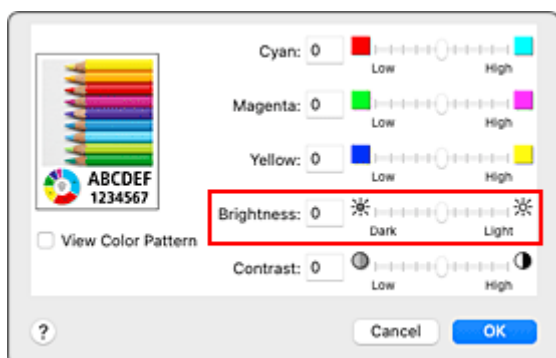 Cyan: 0
Low High
Magenta: 0
Low High
Yellow: 0
Low High
ABCDEF
1234567
Brightness: 0
Dark Light
View Color Pattern
Contrast: 0
Low High
? Cancel OK